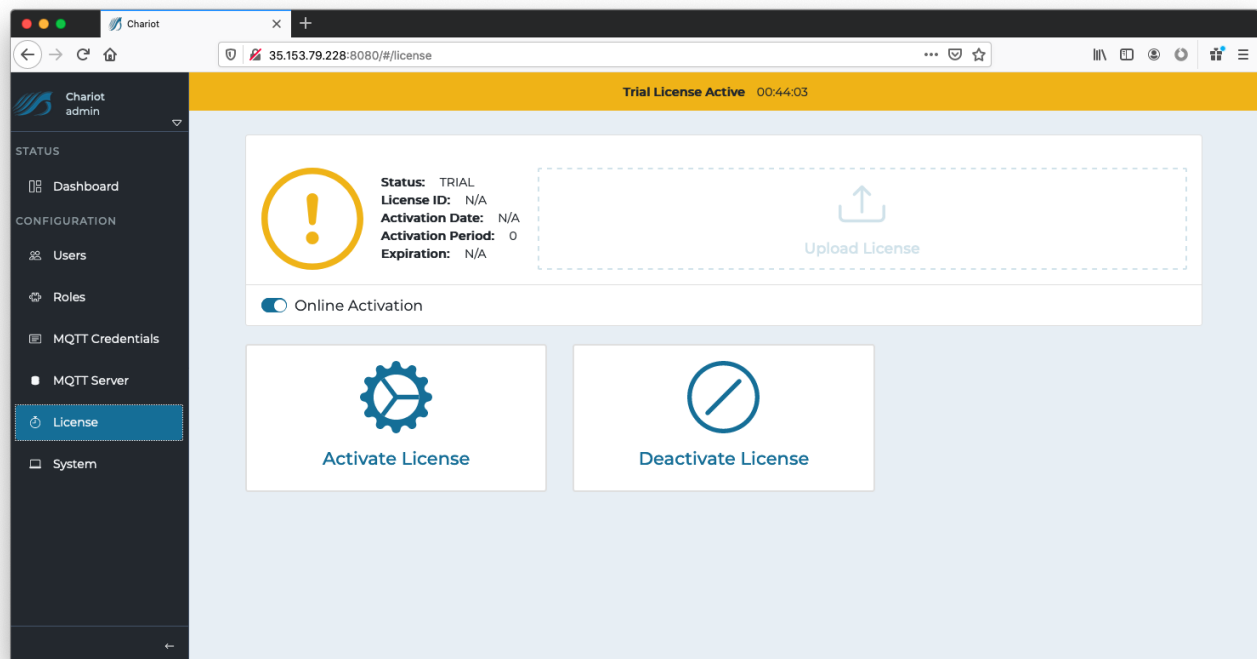 Chariot
35.153.79.228:8080/#/license
Chariot
admin
Trial License Active 00:44:03
STATUS
Dashboard
CONFIGURATION
Users
Roles
MQTT Credentials
MQTT Server
License
System
Status: TRIAL
License ID: N/A
Activation Date: N/A
Activation Period: 0
Expiration: N/A
Upload License
Online Activation
Activate License
Deactivate License